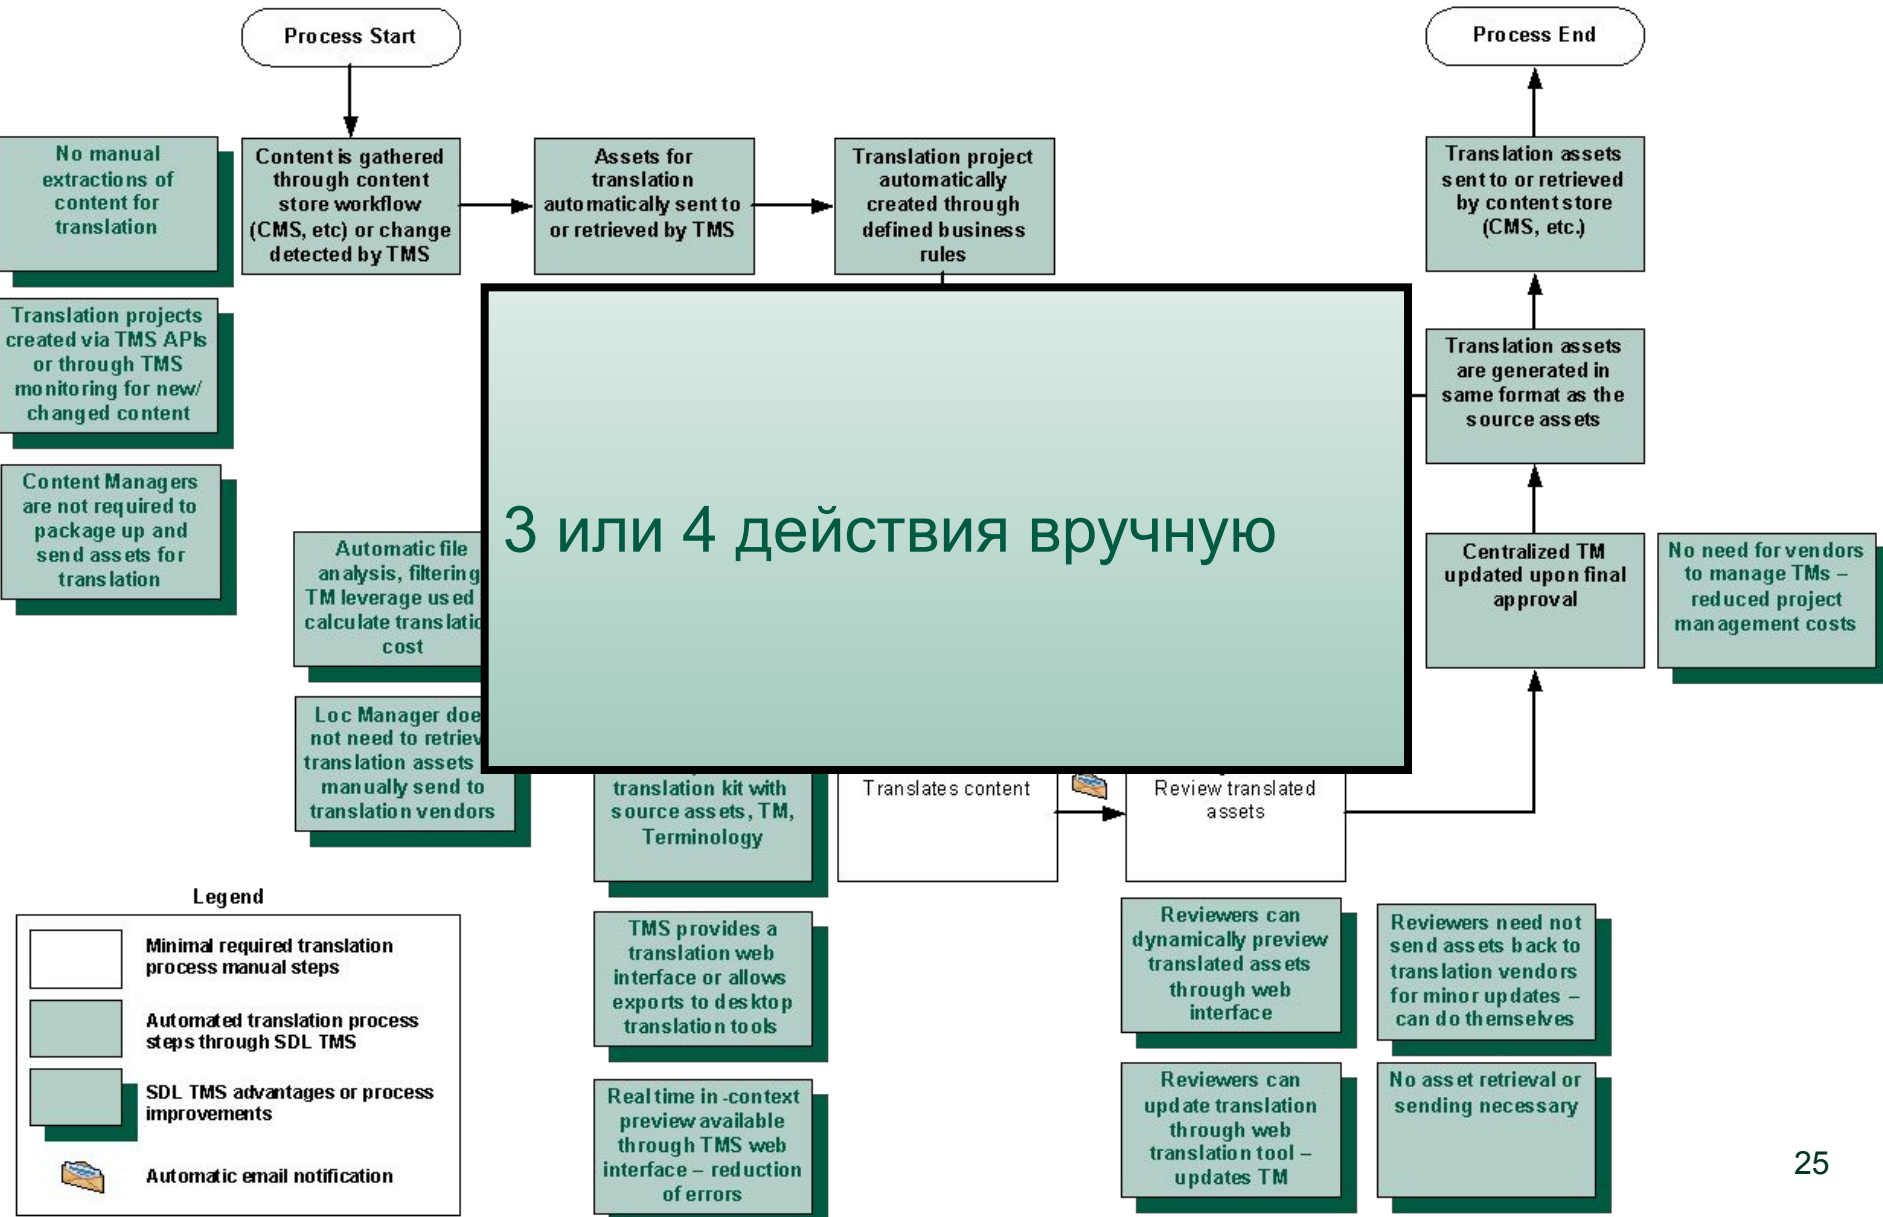 Process Start
Process End
No manual
extractions of
content for
translation
Content is gathered
through content
store workflow
(CMS, etc) or change
detected by TMS
Assets for
translation
automatically sent to
or retrieved by TMS
Translation project
automatically
created through
defined business
rules
Translation assets
sent to or retrieved
by content store
(CMS, etc.)
Translation projects
created via TMS APIs
or through TMS
monitoring for new/
changed content
Translation assets
are generated in
same format as the
source assets
Content Managers
are not required to
package up and
send assets for
translation
3 или 4 действия вручную
Automatic file
analysis, filtering
TM leverage used
calculate
cost
Centralized TM
updated upon final
approval
No need for vendors
to manage TMs –
reduced project
management costs
Loc Manager
not need to
translation assets
manually send to
translation vendors
translation kit with
source assets, TM,
Terminology
Translates content
Review translated
assets
TMS provides a
translation web
interface or allows
exports to desktop
translation tools
Reviewers can
dynamically preview
translated assets
through web
interface
Reviewers need not
send assets back to
translation vendors
for minor updates –
can do themselves
Real time in-context
preview available
through TMS web
interface – reduction
of errors
Reviewers can
update translation
through web
translation tool –
updates TM
No asset retrieval or
sending necessary
Legend
Minimal required translation
process manual steps
Automated translation process
steps through SDL TMS
SDL TMS advantages or process
improvements
Automatic email notification
25